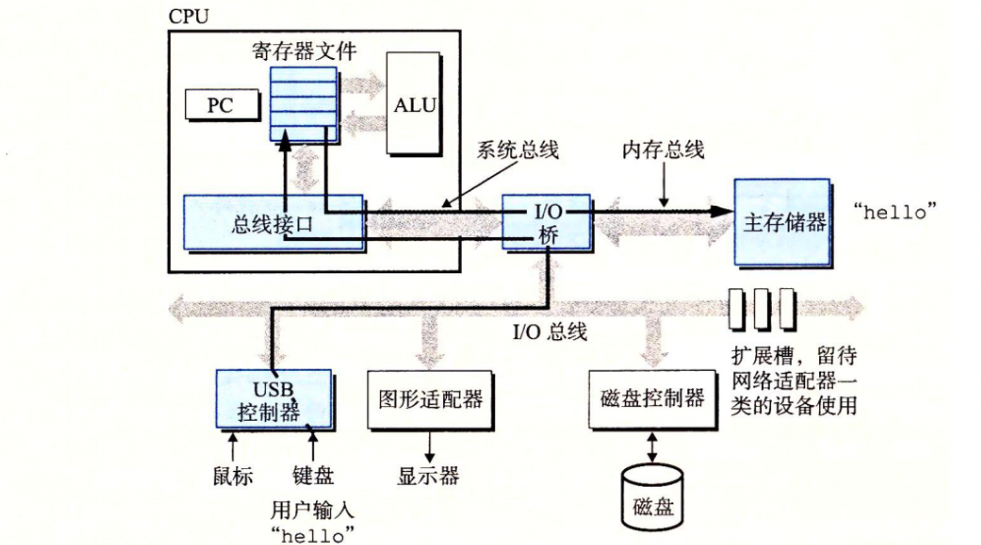 CPU
寄存器文件
PC
ALU
系统总线
内存总线
总线接口
I/O
桥
主存储器
“hello”
I/O 总线
扩展槽，留待
网络适配器一
类的设备使用
USB
控制器
图形适配器
磁盘控制器
鼠标
键盘
显示器
磁盘
用户输入
“hello”